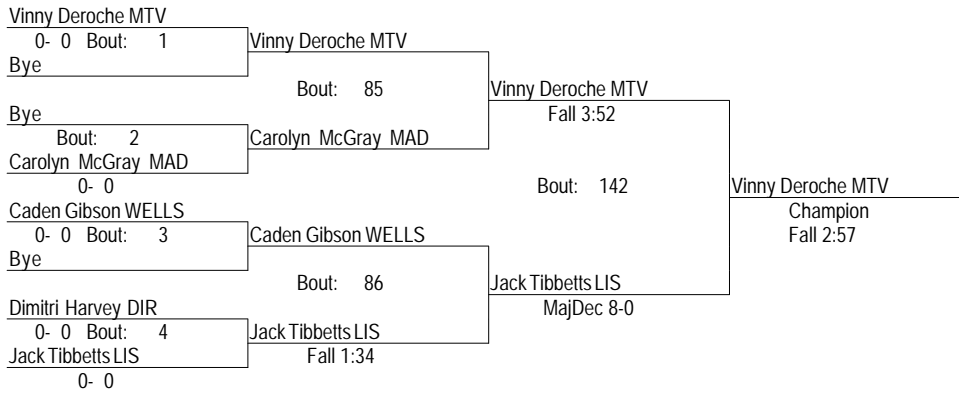 Vinny Deroche MTV
0- 0 Bout: 1
Vinny Deroche MTV
Bye
Bout: 85
Vinny Deroche MTV
Bye
Fall 3:52
Bout: 2
Carolyn McGray MAD
Carolyn McGray MAD
0- 0
Bout: 142
Vinny Deroche MTV
Caden Gibson WELLS
Champion
0- 0 Bout: 3
Caden Gibson WELLS
Fall 2:57
Bye
Bout: 86
Jack Tibbetts LIS
Dimitri Harvey DIR
MajDec 8-0
0- 0 Bout: 4
Jack Tibbetts LIS
Jack Tibbetts LIS
Fall 1:34
0- 0